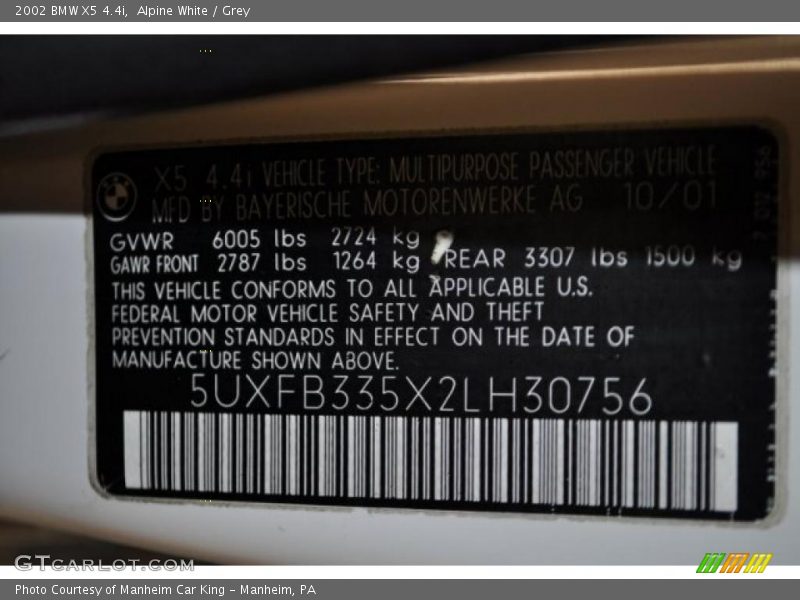 2002 BMW X5 4.4i,  Alpine White / Grey
X5 4.4i VEHICLE TYPE: MULTIPURPOSE PASSENGER VEHICLE
MFD BY BAYERISCHE MOTORENWERKE AG 10/01
GVWR 6005 lbs 2724 kg
GAWR FRONT 2787 lbs 1264 kg REAR 3307 lbs 1500 kg
THIS VEHICLE CONFORMS TO ALL APPLICABLE U.S.
FEDERAL MOTOR VEHICLE SAFETY AND THEFT
PREVENTION STANDARDS IN EFFECT ON THE DATE OF
MANUFACTURE SHOWN ABOVE.
5UXFB335X2LH30756
GTCARLOT.COM
Photo Courtesy of Manheim Car King - Manheim, PA